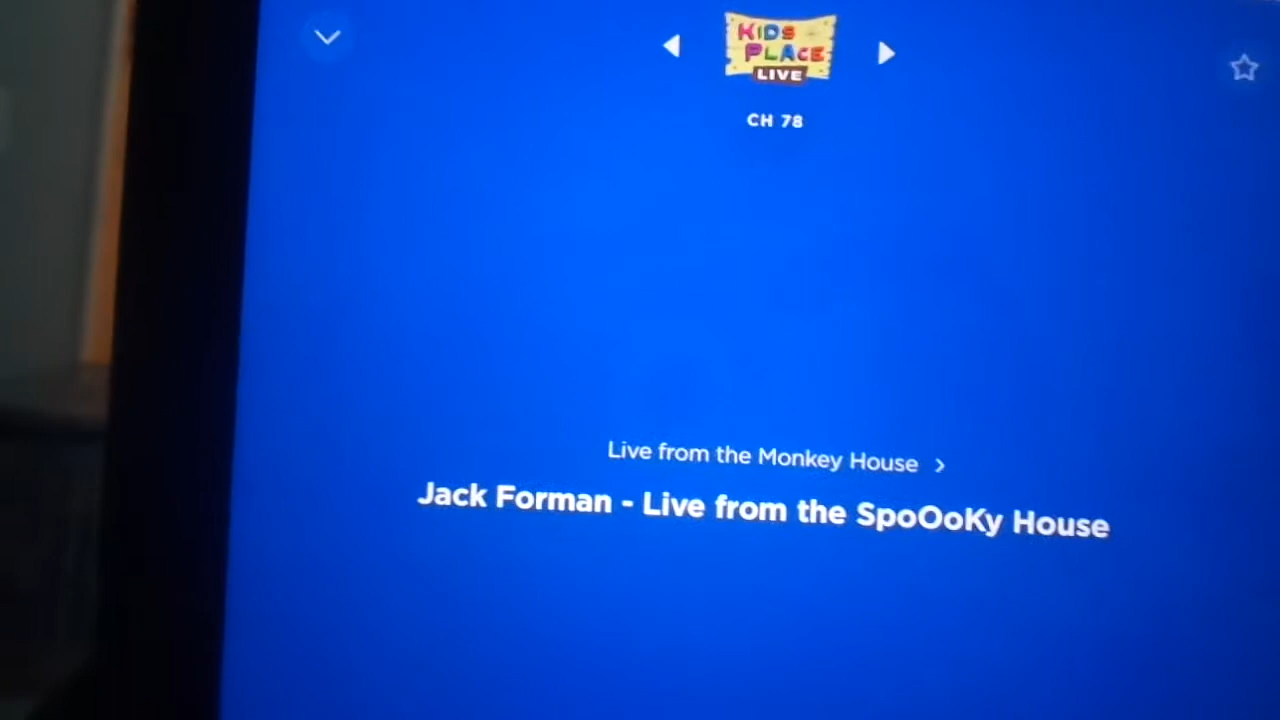 KIDS
PLACE
LIVE
CH 78
Live from the Monkey House
Jack Forman - Live from the SpoOoKy House